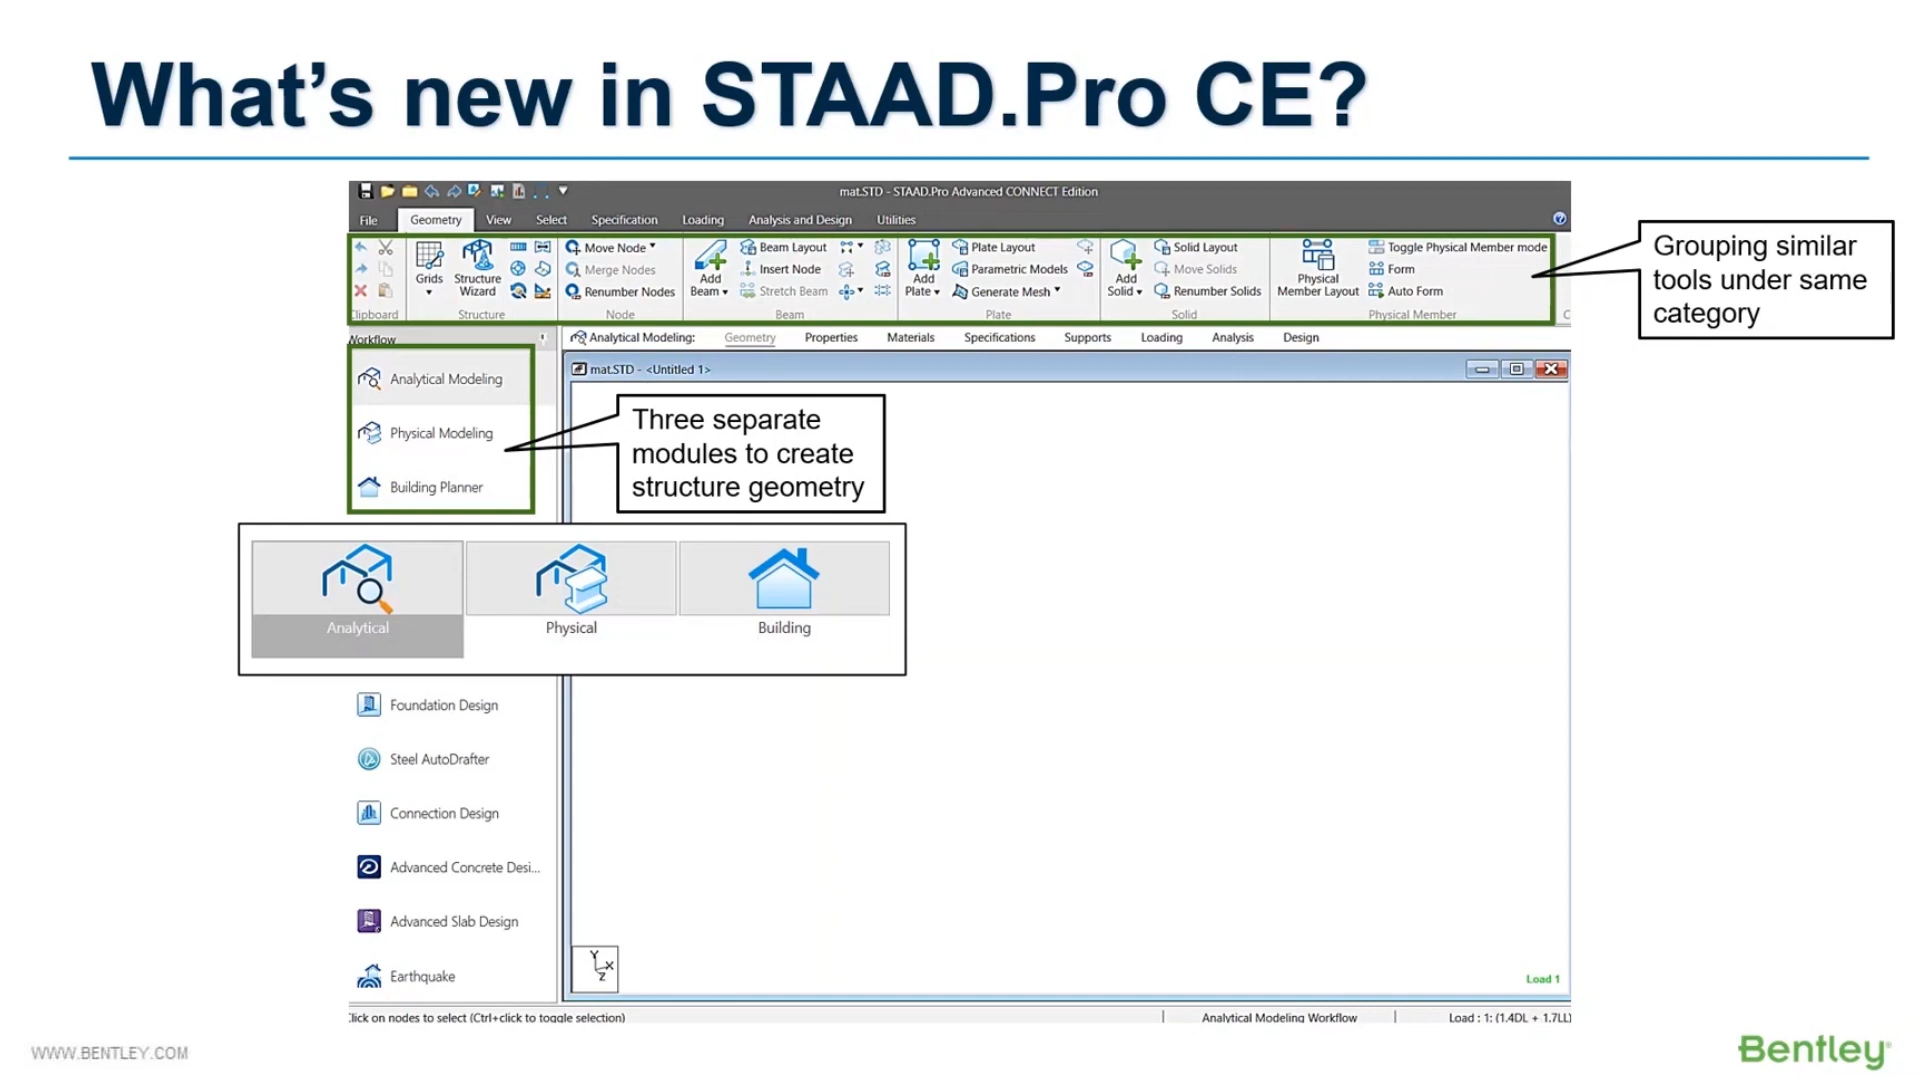 What's new in STAAD.Pro CE?
mat.STD - STAAD.Pro Advanced CONNECT Edition
File Geometry View Select Specification Loading Analysis and Design Utilities
Grids
Structure Wizard
Structure
Move Node
Merge Nodes
Renumber Nodes
Node
Add Beam
Beam Layout
Insert Node
Stretch Beam
Beam
Add Plate
Plate Layout
Parametric Models
Generate Mesh
Plate
Add Solid
Solid Layout
Move Solids
Renumber Solids
Solid
Physical Member Layout
Toggle Physical Member mode
Form
Auto Form
Physical Member
Grouping similar
tools under same
category
Workflow
Analytical Modeling: Geometry Properties Materials Specifications Supports Loading Analysis Design
mat.STD - <Untitled 1>
Analytical Modeling
Physical Modeling
Building Planner
Three separate
modules to create
structure geometry
Analytical Physical Building
Foundation Design
Steel AutoDrafter
Connection Design
Advanced Concrete Desi...
Advanced Slab Design
Earthquake
Y
X
Z
Load 1
lick on nodes to select (Ctrl+click to toggle selection)
Analytical Modeling Workflow
Load : 1: (1.4DL + 1.7LL)
WWW.BENTLEY.COM
Bentley